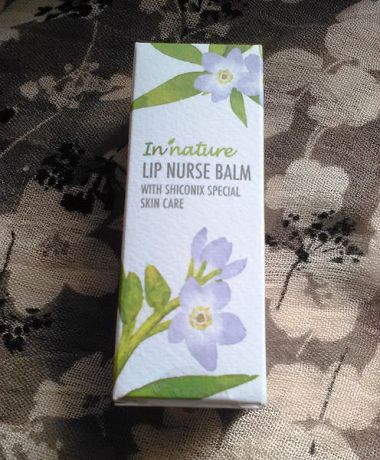 In'nature
LIP NURSE BALM
WITH SHICONIX SPECIAL
SKIN CARE